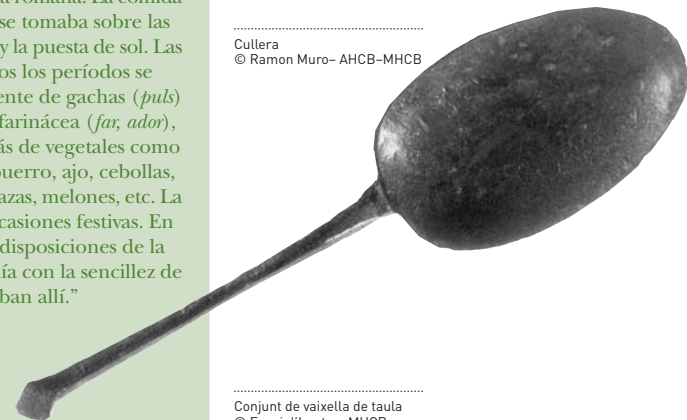 romana. La comida
se tomaba sobre las
y la puesta de sol. Las
os los períodos se
ente de gachas (puls)
farinácea (far, ador),
ás de vegetales como
puerro, ajo, cebollas,
azas, melones, etc. La
casiones festivas. En
disposiciones de la
ía con la sencillez de
ban allí.”
Cullera
© Ramon Muro– AHCB–MHCB
Conjunt de vaixella de taula